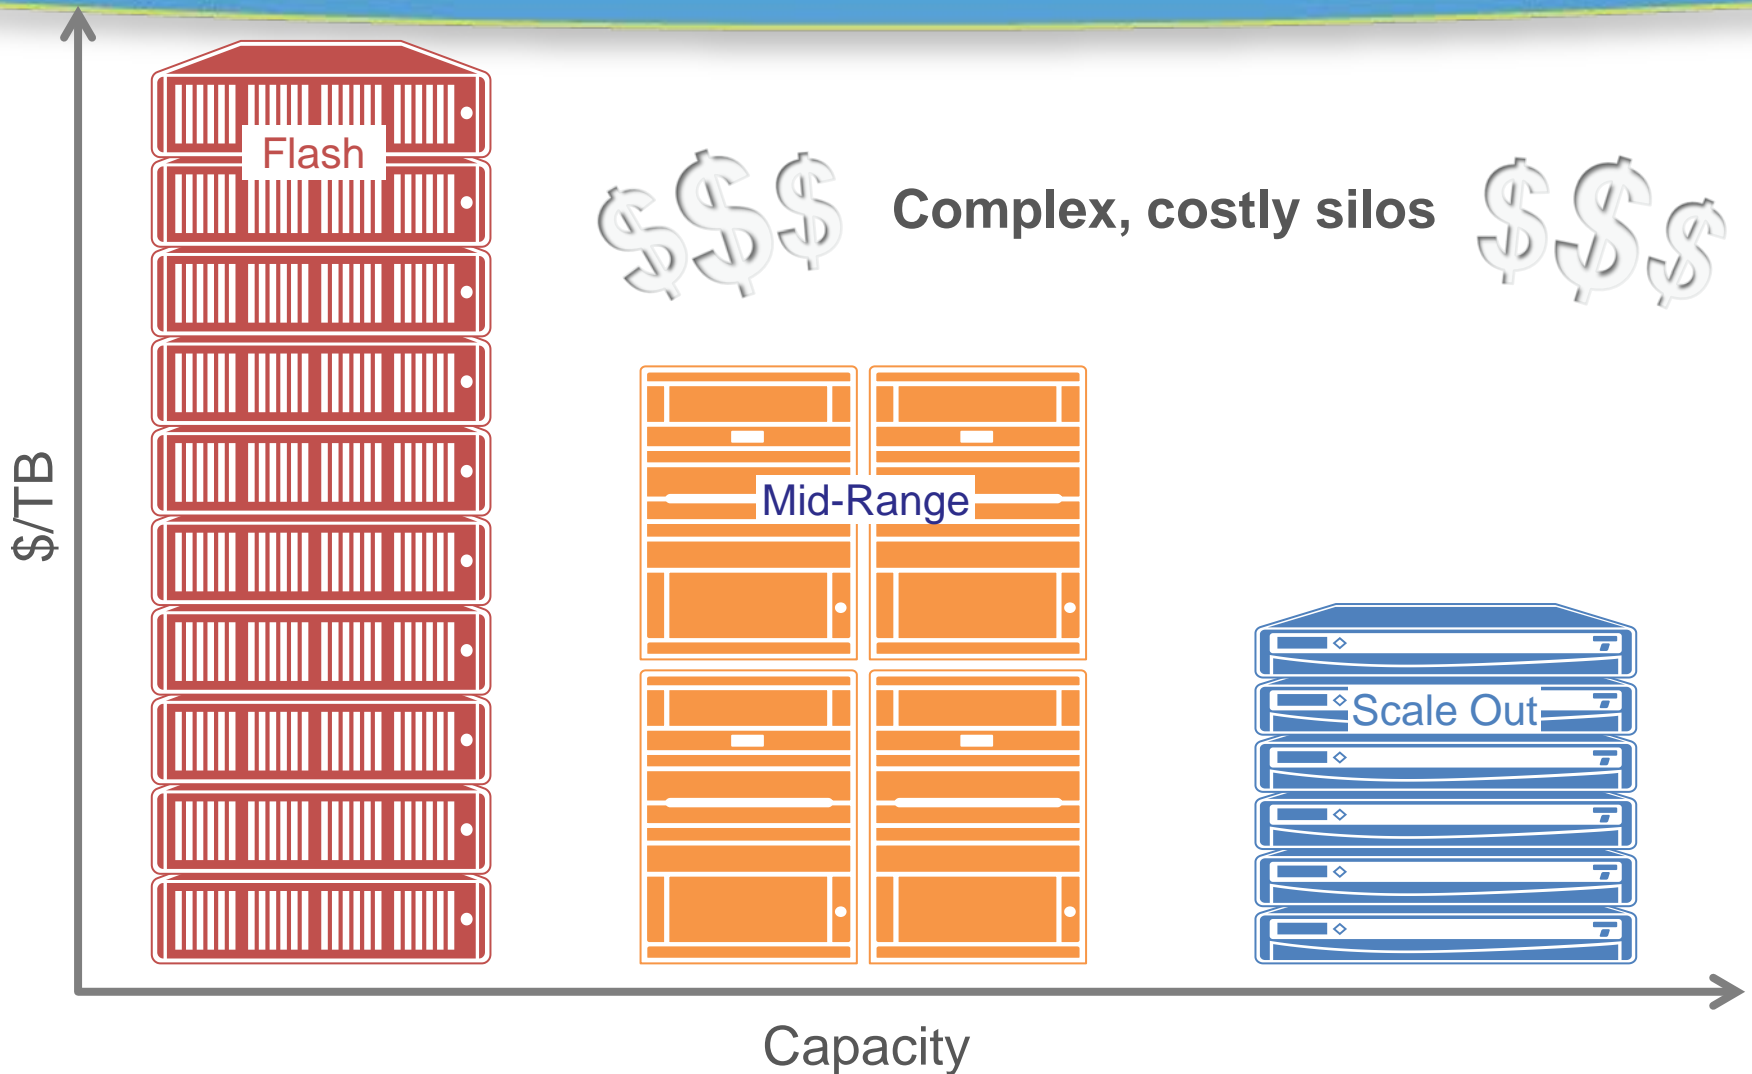 Flash
Complex, costly silos
$$$
$$$
$/TB
Mid-Range
Scale Out
Capacity